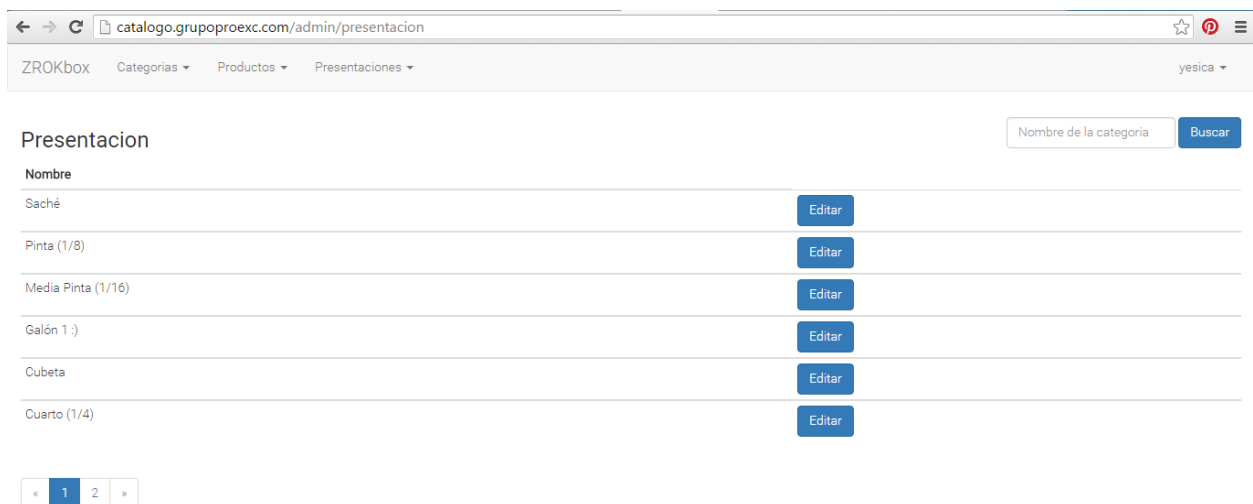 catalogo.grupoproexc.com/admin/presentacion
ZROKbox Categorias Productos Presentaciones yesica
Presentacion Nombre de la categoria Buscar
Nombre
Saché Editar
Pinta (1/8) Editar
Media Pinta (1/16) Editar
Galón 1 :) Editar
Cubeta Editar
Cuarto (1/4) Editar
« 1 2 »